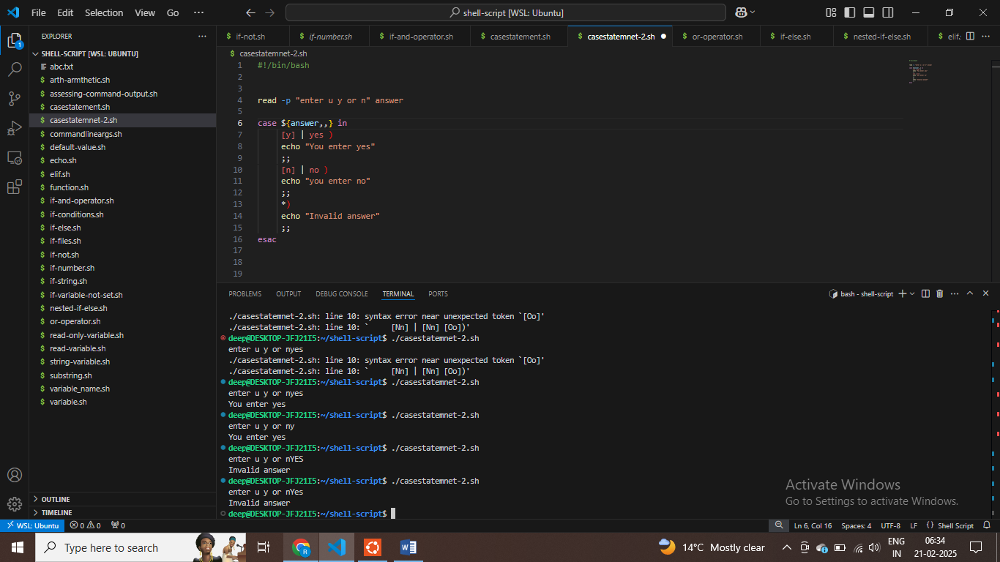 File Edit Selection View Go ··· shell-script [WSL: Ubuntu]
EXPLORER ···
SHELL-SCRIPT [WSL: UBUNTU]
abc.txt
$ arth-armthetic.sh
$ assessing-command-output.sh
$ casestatement.sh
$ casestatemnet-2.sh
$ commandlineargs.sh
$ default-value.sh
$ echo.sh
$ elif.sh
$ function.sh
$ if-and-operator.sh
$ if-conditions.sh
$ if-else.sh
$ if-files.sh
$ if-not.sh
$ if-number.sh
$ if-string.sh
$ if-variable-not-set.sh
$ nested-if-else.sh
$ or-operator.sh
$ read-only-variable.sh
$ read-variable.sh
$ string-variable.sh
$ substring.sh
$ variable_name.sh
$ variable.sh
OUTLINE
TIMELINE
1
$ if-not.sh $ if-number.sh $ if-and-operator.sh $ casestatement.sh $ casestatemnet-2.sh $ or-operator.sh $ if-else.sh $ nested-if-else.sh $ elif.: ···
$ casestatemnet-2.sh
1 #!/bin/bash
2
3
4 read -p "enter u y or n" answer
5
6 case ${answer,,} in
7 [y] | yes )
8 echo "You enter yes"
9 ;;
10 [n] | no )
11 echo "you enter no"
12 ;;
13 *)
14 echo "Invalid answer"
15 ;;
16 esac
17
18
19
PROBLEMS OUTPUT DEBUG CONSOLE TERMINAL PORTS bash - shell-script ···
./casestatemnet-2.sh: line 10: syntax error near unexpected token `[Oo]'
./casestatemnet-2.sh: line 10: `     [Nn] | [Nn] [Oo])'
deep@DESKTOP-JFJ21I5:~/shell-script$ ./casestatemnet-2.sh
enter u y or nyes
./casestatemnet-2.sh: line 10: syntax error near unexpected token `[Oo]'
./casestatemnet-2.sh: line 10: `     [Nn] | [Nn] [Oo])'
deep@DESKTOP-JFJ21I5:~/shell-script$ ./casestatemnet-2.sh
enter u y or nyes
You enter yes
deep@DESKTOP-JFJ21I5:~/shell-script$ ./casestatemnet-2.sh
enter u y or ny
You enter yes
deep@DESKTOP-JFJ21I5:~/shell-script$ ./casestatemnet-2.sh
enter u y or nYES
Invalid answer
deep@DESKTOP-JFJ21I5:~/shell-script$ ./casestatemnet-2.sh
enter u y or nYes
Invalid answer
deep@DESKTOP-JFJ21I5:~/shell-script$
Activate Windows
Go to Settings to activate Windows.
WSL: Ubuntu 0 0 0 Ln 6, Col 16 Spaces: 4 UTF-8 LF Shell Script
Type here to search 14°C Mostly clear ENG IN 06:34 21-02-2025